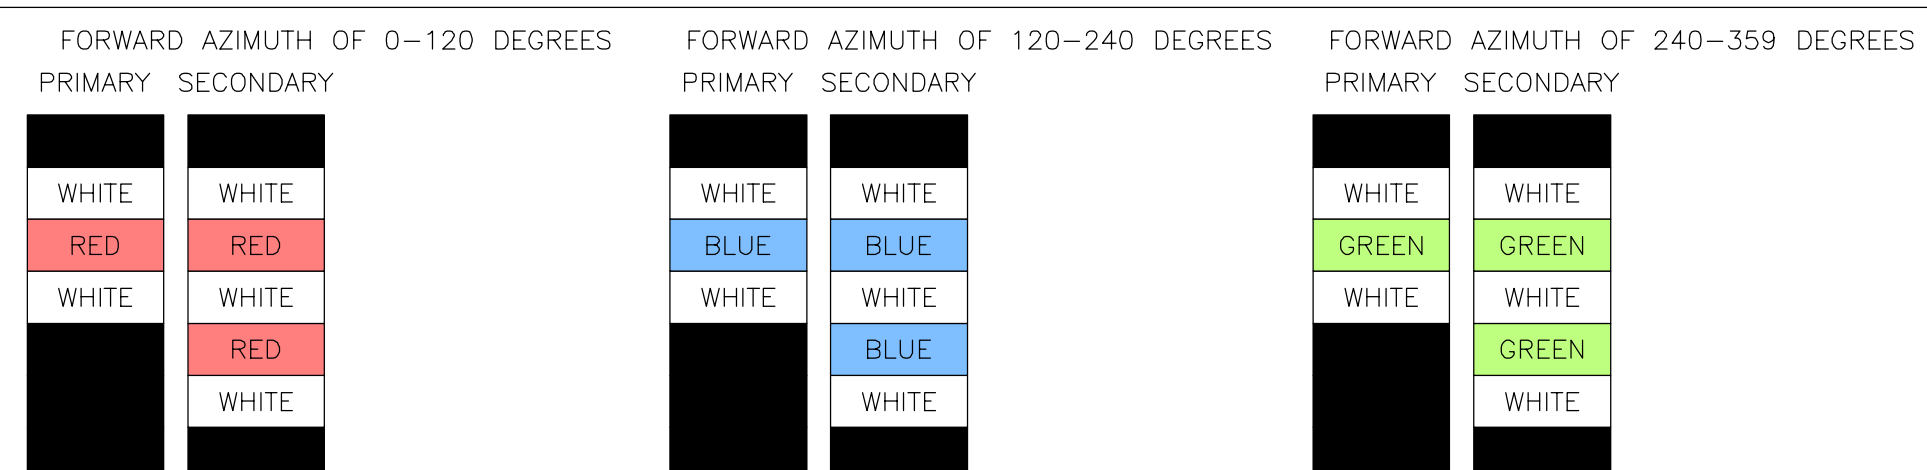 FORWARD AZIMUTH OF 0-120 DEGREES
PRIMARY SECONDARY
WHITE WHITE
RED RED
WHITE WHITE
RED
WHITE
FORWARD AZIMUTH OF 120-240 DEGREES
PRIMARY SECONDARY
WHITE WHITE
BLUE BLUE
WHITE WHITE
BLUE
WHITE
FORWARD AZIMUTH OF 240-359 DEGREES
PRIMARY SECONDARY
WHITE WHITE
GREEN GREEN
WHITE WHITE
GREEN
WHITE